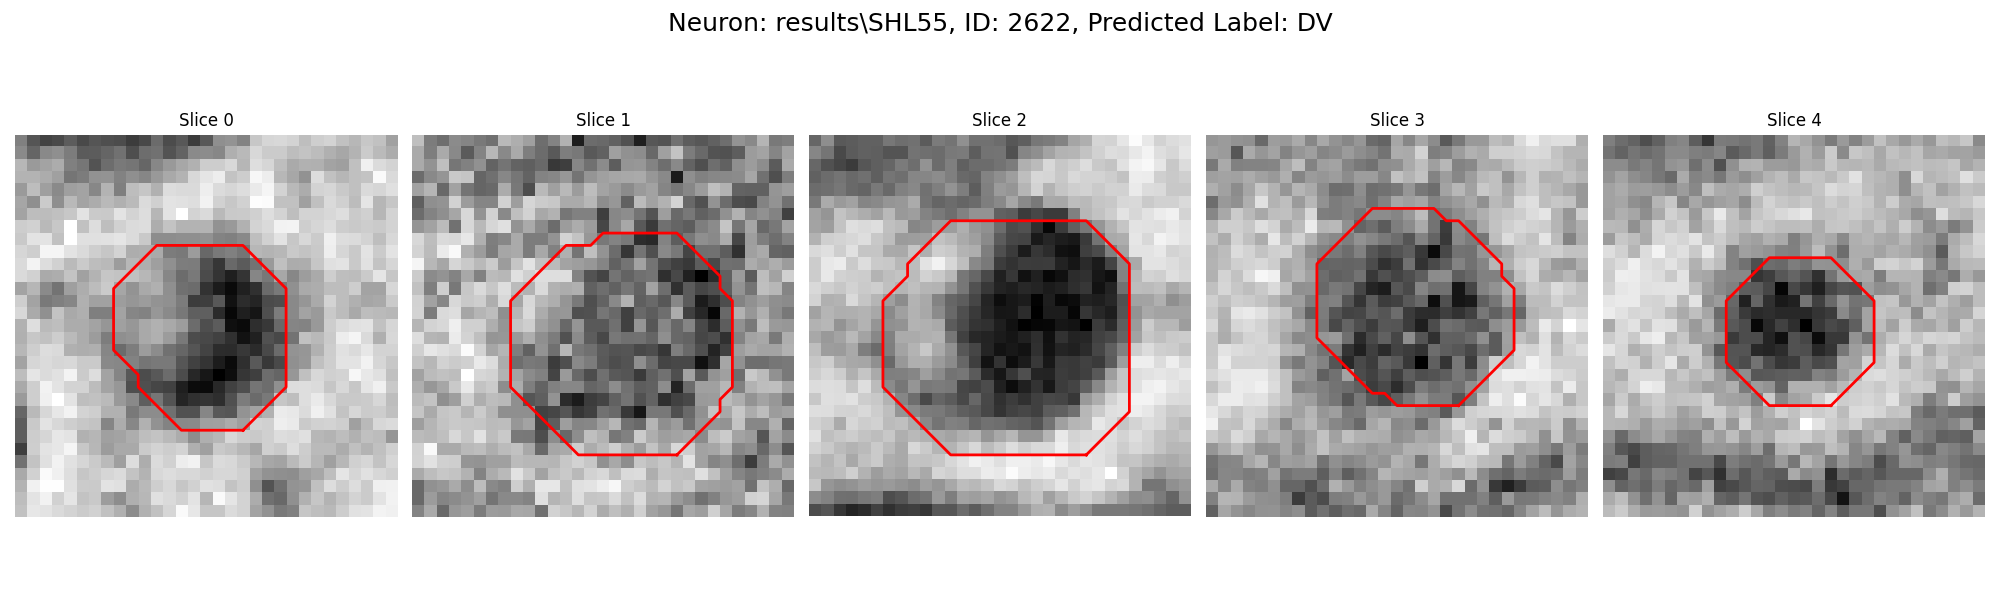 Neuron: results\SHL55, ID: 2622, Predicted Label: DV
Slice 0
Slice 1
Slice 2
Slice 3
Slice 4